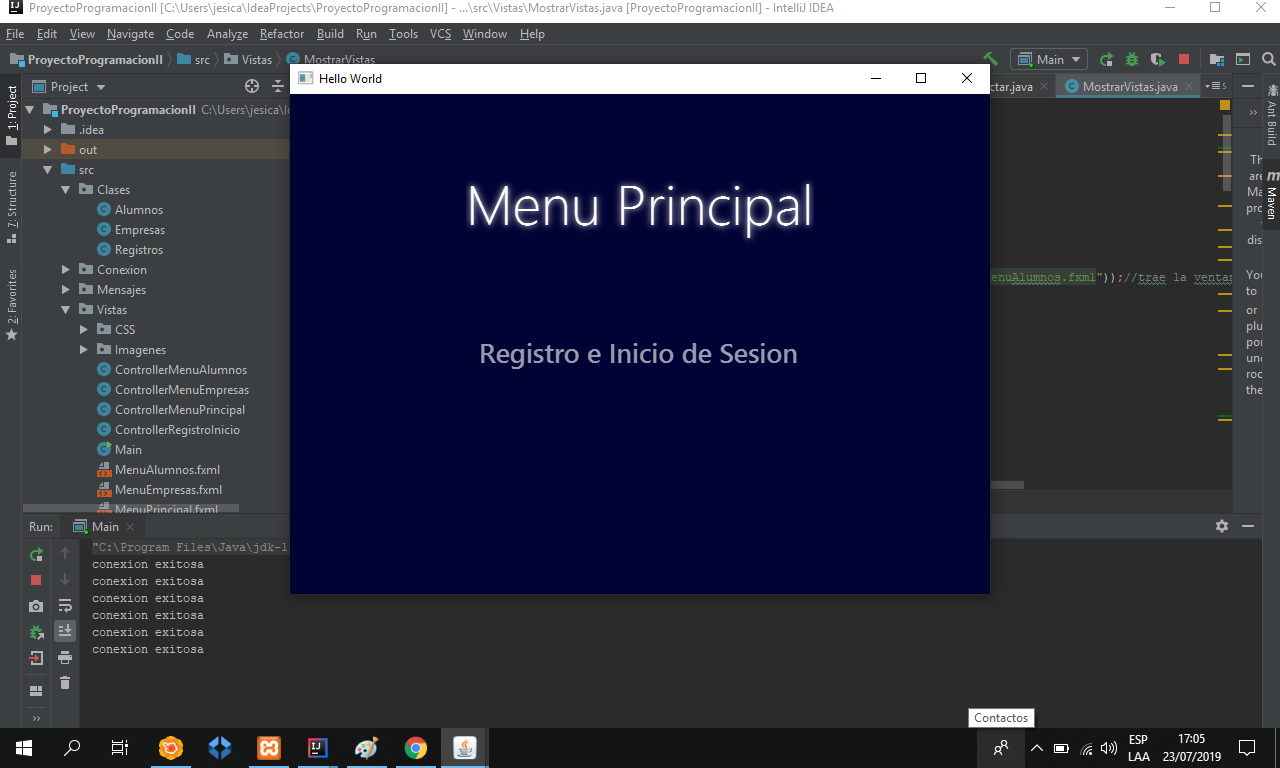 ProyectoProgramacionII [C:\Users\jesica\IdeaProjects\ProyectoProgramacionII] - ...\src\Vistas\MostrarVistas.java [ProyectoProgramacionII] - IntelliJ IDEA
File Edit View Navigate Code Analyze Refactor Build Run Tools VCS Window Help
ProyectoProgramacionII src Vistas MostrarVistas
Main
Hello World
Project
ctar.java MostrarVistas.java
5
1: Project
7: Structure
2: Favorites
ProyectoProgramacionII C:\Users\jesica\I
.idea
out
src
Clases
Alumnos
Empresas
Registros
Conexion
Mensajes
Vistas
CSS
Imagenes
ControllerMenuAlumnos
ControllerMenuEmpresas
ControllerMenuPrincipal
ControllerRegistroInicio
Main
MenuAlumnos.fxml
MenuEmpresas.fxml
MenuPrincipal.fxml
Menu Principal
Registro e Inicio de Sesion
enuAlumnos.fxml"));//trae la ventan
Ant Build
Maven
Th
are
Ma
pro
dis
You
to
or
plu
por
und
roc
the
Run: Main
"C:\Program Files\Java\jdk-1
conexion exitosa
conexion exitosa
conexion exitosa
conexion exitosa
conexion exitosa
conexion exitosa
Contactos
ESP
LAA
17:05
23/07/2019